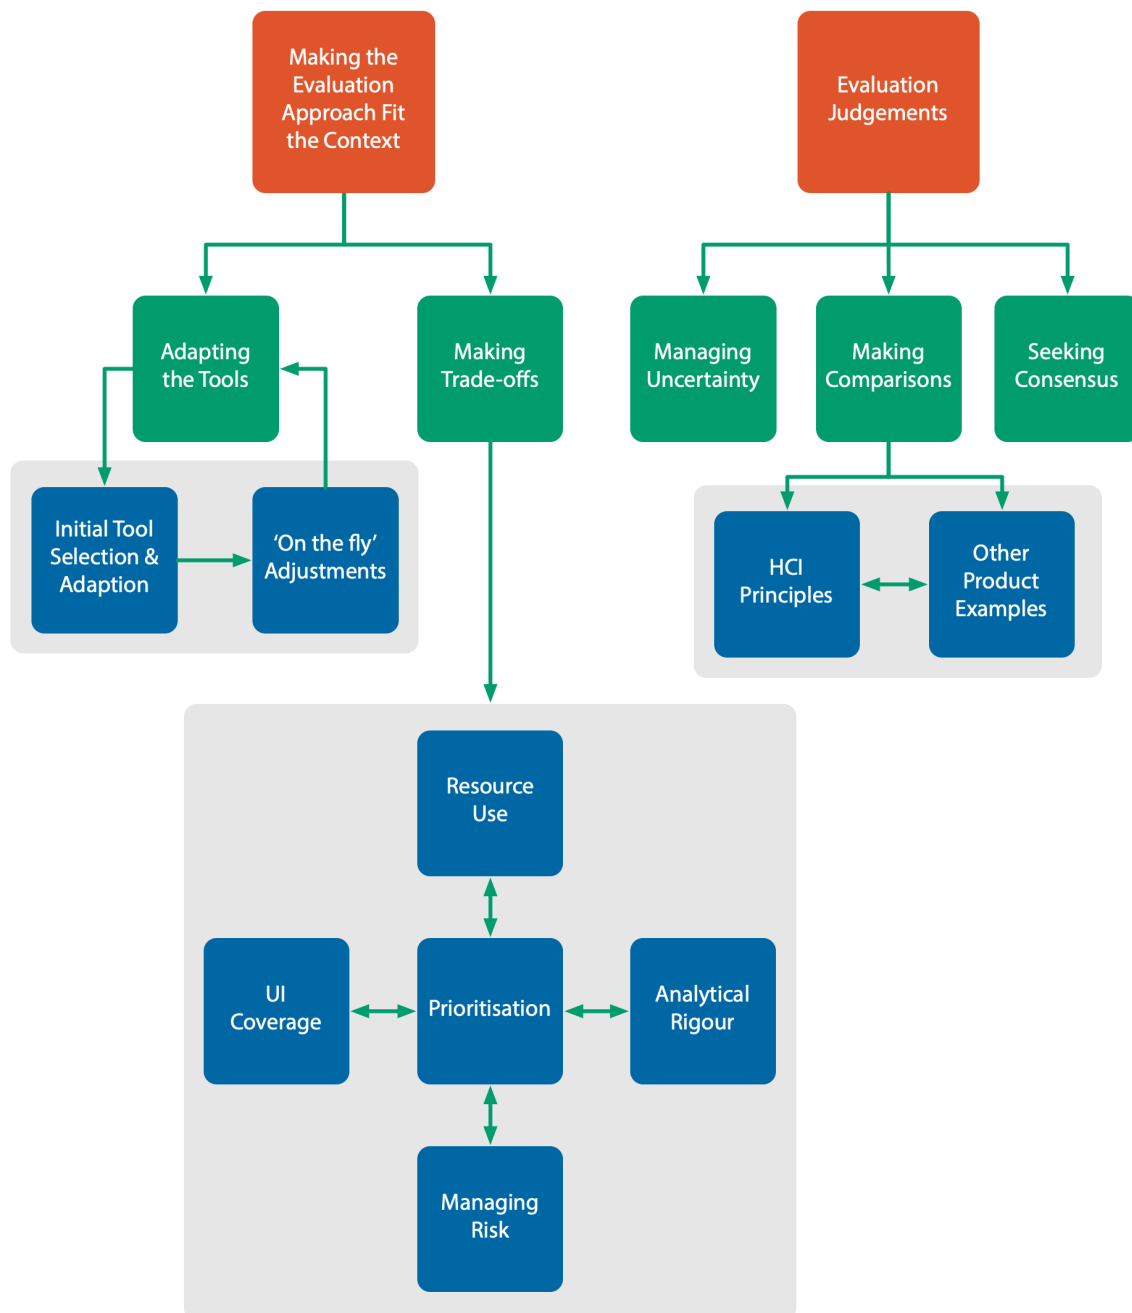 Making the
Evaluation
Approach Fit
the Context
Evaluation
Judgements
Adapting
the Tools
Making
Trade-offs
Managing
Uncertainty
Making
Comparisons
Seeking
Consensus
Initial Tool
Selection &
Adaption
‘On the fly’
Adjustments
HCI
Principles
Other
Product
Examples
Resource
Use
UI
Coverage
Prioritisation
Analytical
Rigour
Managing
Risk